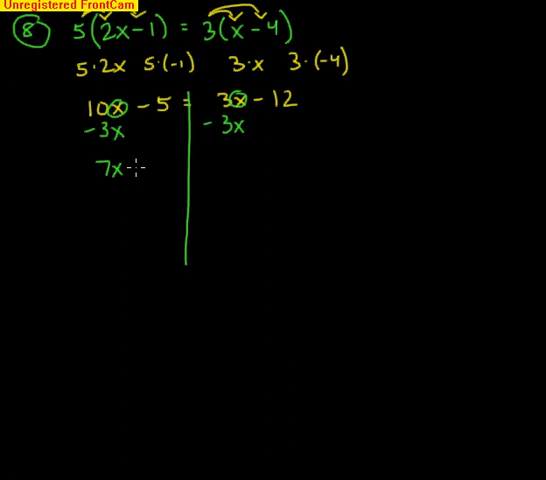 Unregistered FrontCam
8 5(2x-1) = 3(x-4)
5·2x 5·(-1) 3·x 3·(-4)
10x - 5 = 3x - 12
-3x -3x
7x -